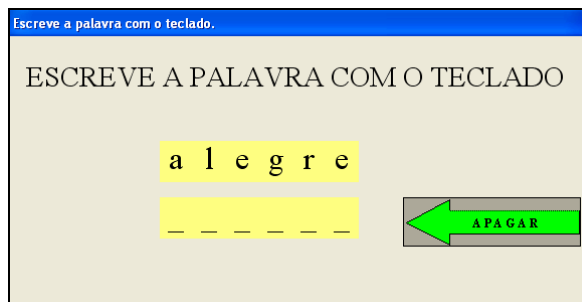 Escreve a palavra com o teclado.
ESCREVE A PALAVRA COM O TECLADO
a l e g r e
_ _ _ _ _ _
APAGAR